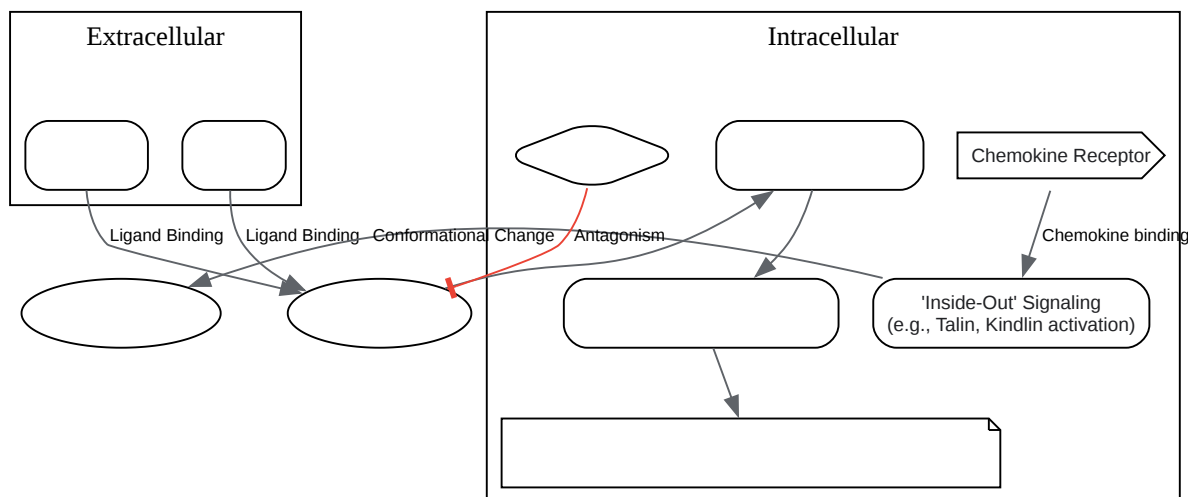 Extracellular
Intracellular
Chemokine Receptor
Ligand Binding
Ligand Binding
Conformational Change
Antagonism
Chemokine binding
'Inside-Out' Signaling
(e.g., Talin, Kindlin activation)